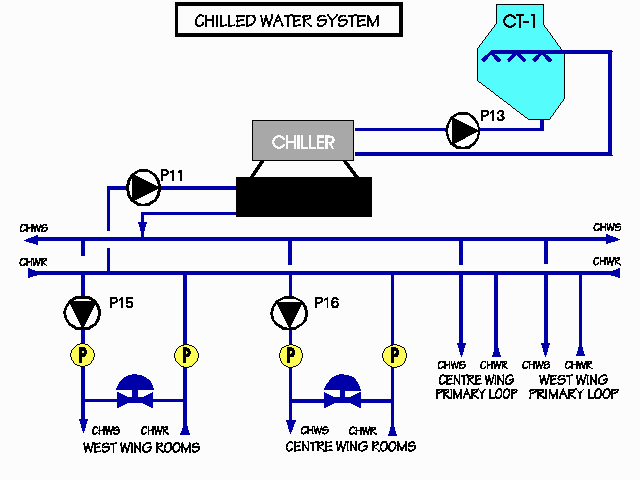 CHILLED WATER SYSTEM
CT-1
P13
CHILLER
P11
CHWS CHWS
CHWR CHWR
P15 P16
P P P P
CHWS CHWR CHWS CHWR
CENTRE WING WEST WING
PRIMARY LOOP PRIMARY LOOP
CHWS CHWR CHWS CHWR
WEST WING ROOMS CENTRE WING ROOMS